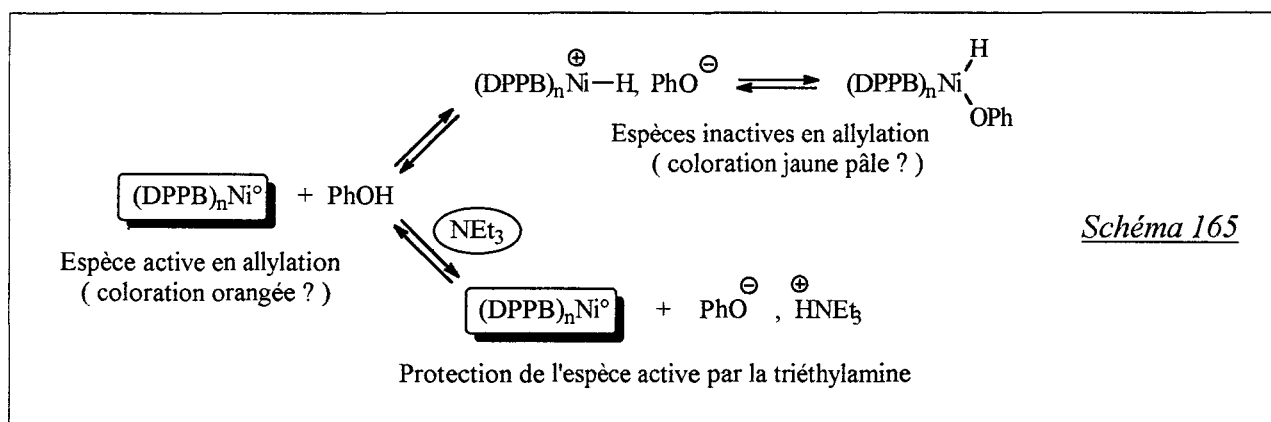 (DPPB)ₙNi⊕—H, PhO⊖ ⇌ (DPPB)ₙNi H OPh
Espèces inactives en allylation
( coloration jaune pâle ? )
(DPPB)ₙNi° + PhOH
NEt₃
Schéma 165
Espèce active en allylation
( coloration orangée ? )
(DPPB)ₙNi° + PhO⊖ , H⊕NEt₃
Protection de l'espèce active par la triéthylamine